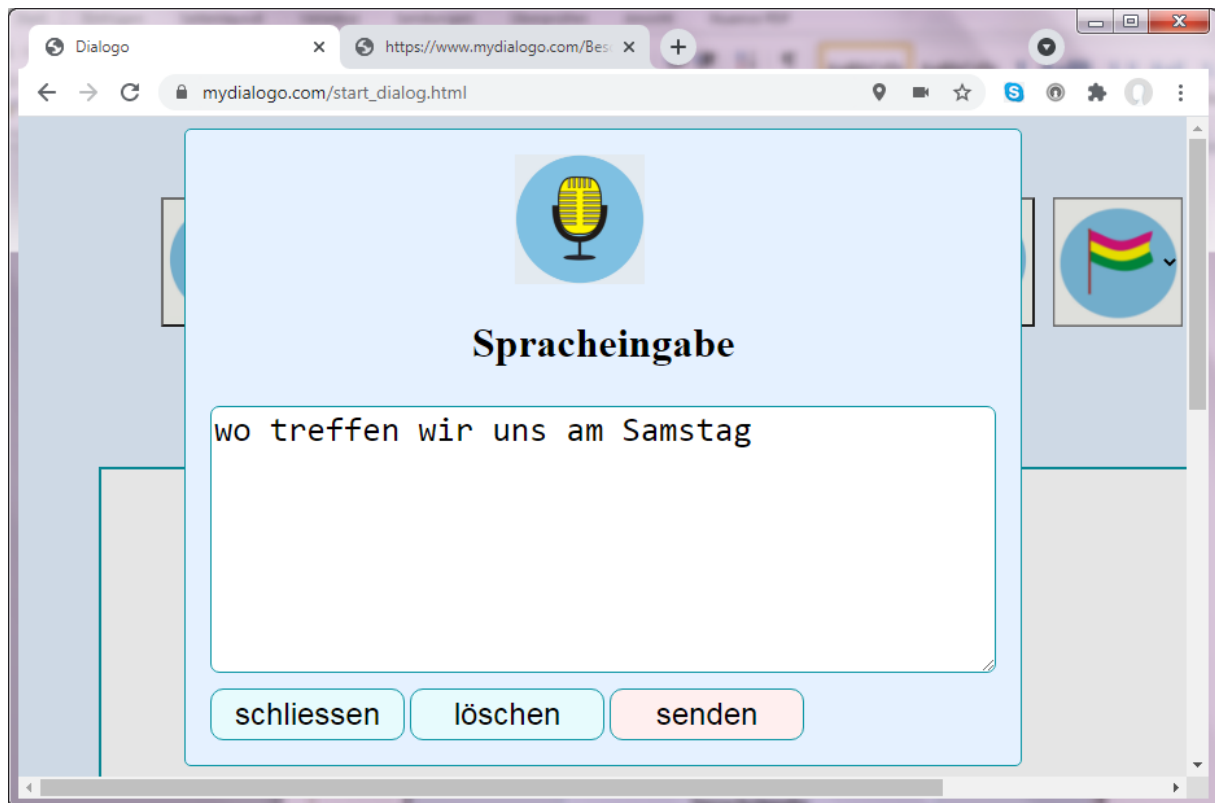 Dialogo
https://www.mydialogo.com/Bes
mydialogo.com/start_dialog.html
Spracheingabe
wo treffen wir uns am Samstag
schliessen löschen senden